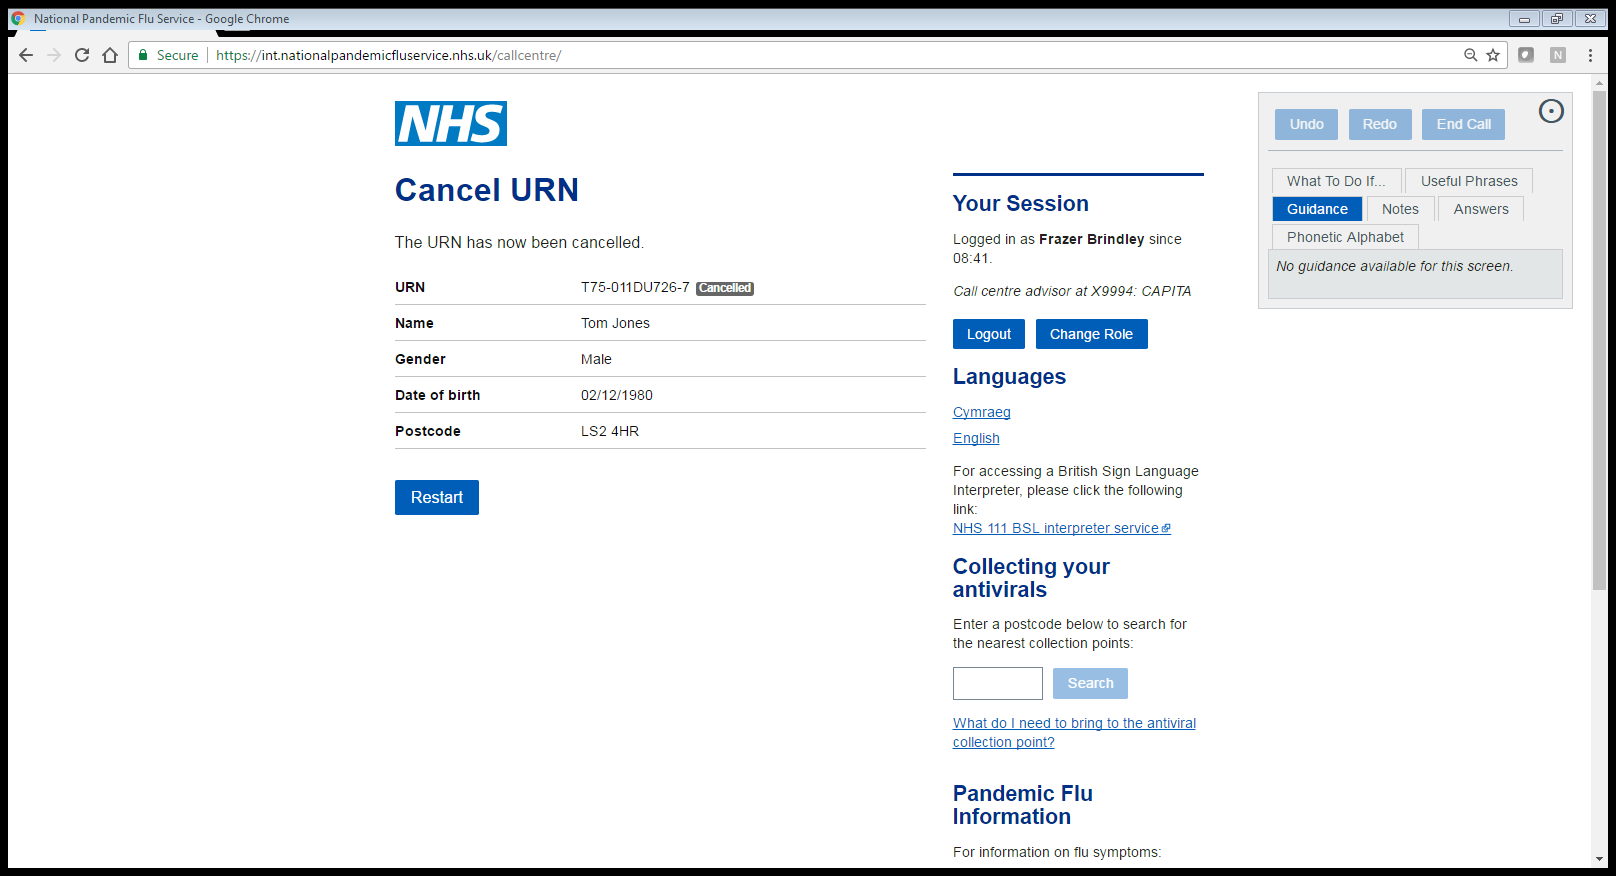 National Pandemic Flu Service - Google Chrome
Secure https://int.nationalpandemicfluservice.nhs.uk/callcentre/
N
NHS
Cancel URN
The URN has now been cancelled.
URN T75-011DU726-7 Cancelled
Name Tom Jones
Gender Male
Date of birth 02/12/1980
Postcode LS2 4HR
Restart
Your Session
Logged in as Frazer Brindley since
08:41.
Call centre advisor at X9994: CAPITA
Logout Change Role
Languages
Cymraeg
English
For accessing a British Sign Language
Interpreter, please click the following
link:
NHS 111 BSL interpreter service
Collecting your
antivirals
Enter a postcode below to search for
the nearest collection points:
Search
What do I need to bring to the antiviral
collection point?
Pandemic Flu
Information
For information on flu symptoms:
Undo Redo End Call
What To Do If... Useful Phrases
Guidance Notes Answers
Phonetic Alphabet
No guidance available for this screen.